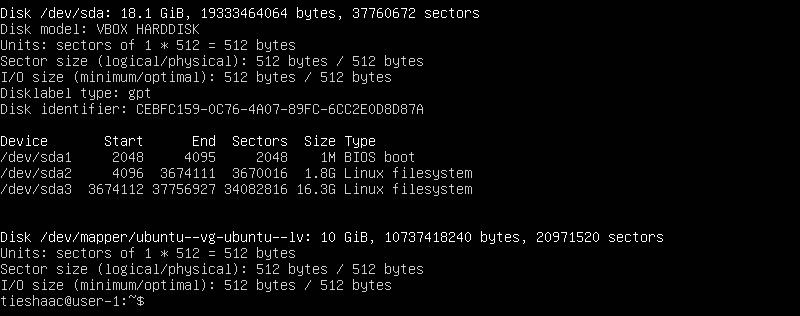 Disk /dev/sda: 18.1 GiB, 19333464064 bytes, 37760672 sectors
Disk model: VBOX HARDDISK
Units: sectors of 1 * 512 = 512 bytes
Sector size (logical/physical): 512 bytes / 512 bytes
I/O size (minimum/optimal): 512 bytes / 512 bytes
Disklabel type: gpt
Disk identifier: CEBFC159-0C76-4A07-89FC-6CC2E0D8D87A

Device       Start      End  Sectors  Size Type
/dev/sda1     2048     4095     2048    1M BIOS boot
/dev/sda2     4096  3674111  3670016  1.8G Linux filesystem
/dev/sda3  3674112 37756927 34082816 16.3G Linux filesystem

Disk /dev/mapper/ubuntu--vg-ubuntu--lv: 10 GiB, 10737418240 bytes, 20971520 sectors
Units: sectors of 1 * 512 = 512 bytes
Sector size (logical/physical): 512 bytes / 512 bytes
I/O size (minimum/optimal): 512 bytes / 512 bytes
tieshaac@user-1:~$